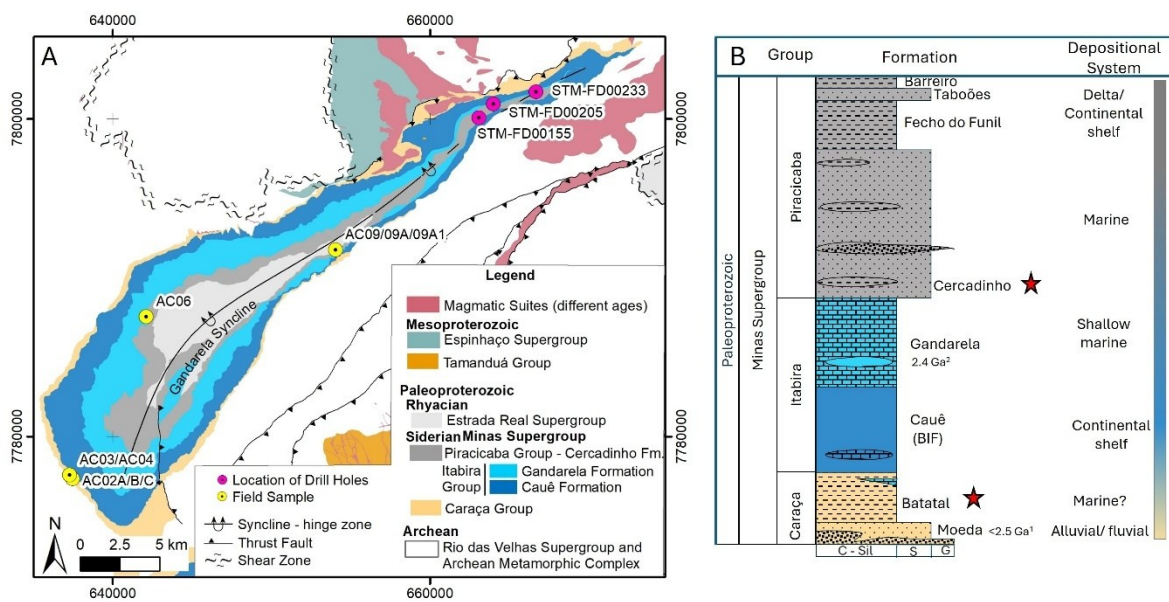 640000
660000
A
7780000
780000
STM-FD00233
STM-FD00205
STM-FD00155
AC09/09A/09A1
AC06
Gandarela Syncline
AC03/AC04
AC02A/B/C
7780000
780000
Legend
Magmatic Suites (different ages)
Mesoproterozoic
Espinhaço Supergroup
Tamanduá Group
Paleoproterozoic
Rhyacian
Estrada Real Supergroup
Siderian Minas Supergroup
Piracicaba Group - Cercadinho Fm.
Itabira Group
Gandarela Formation
Cauê Formation
Caraça Group
Archean
Rio das Velhas Supergroup and
Archean Metamorphic Complex
Location of Drill Holes
Field Sample
Syncline - hinge zone
Thrust Fault
Shear Zone
N
0 2.5 5 km
640000
660000
B
Group
Formation
Depositional
System
Paleoproterozoic
Minas Supergroup
Piracicaba
Itabira
Caraça
Barreiro
Taboões
Fecho do Funil
Cercadinho
Gandarela
2.4 Ga²
Cauê
(BIF)
Batatal
Moeda <2.5 Ga¹
Delta/
Continental
shelf
Marine
Shallow
marine
Continental
shelf
Marine?
Alluvial/ fluvial
C - Sil
S
G